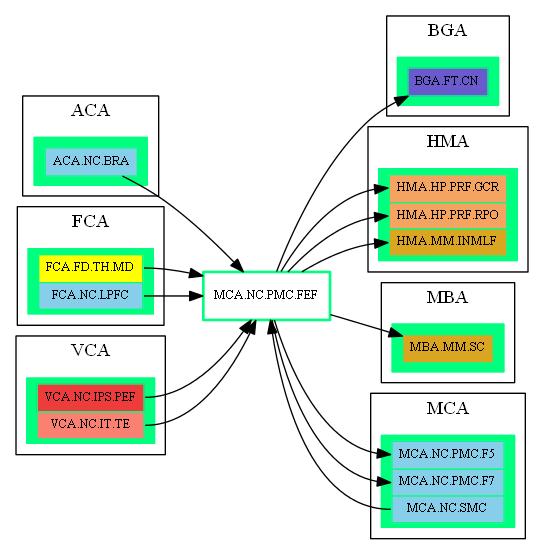 ACA
ACA.NC.BRA
FCA
FCA.FD.TH.MD
FCA.NC.LPFC
VCA
VCA.NC.IPS.PEF
VCA.NC.IT.TE
MCA.NC.PMC.FEF
BGA
BGA.FT.CN
HMA
HMA.HP.PRF.GCR
HMA.HP.PRF.RPO
HMA.MM.INMLF
MBA
MBA.MM.SC
MCA
MCA.NC.PMC.F5
MCA.NC.PMC.F7
MCA.NC.SMC